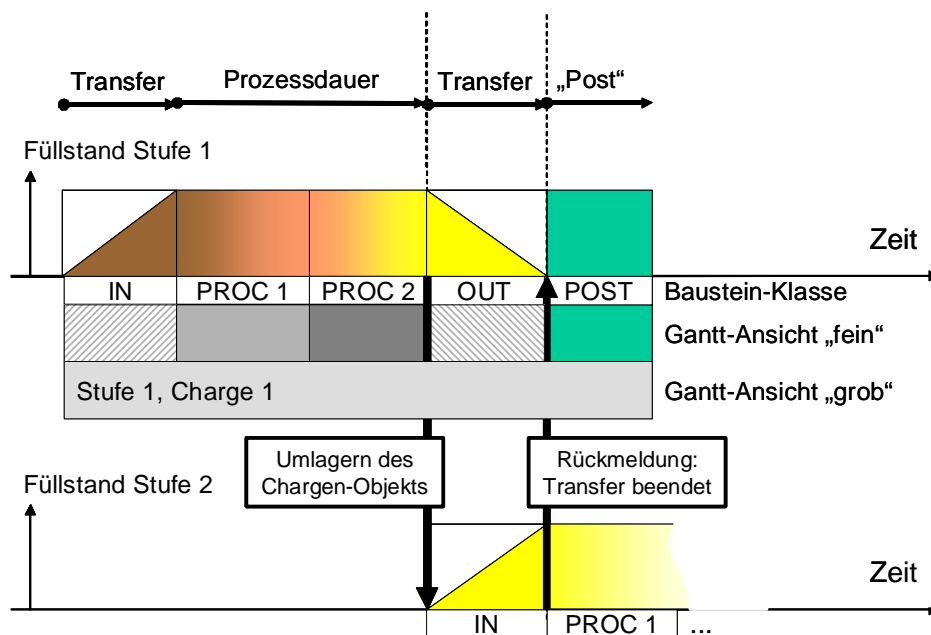 Transfer
Prozessdauer
Transfer
„Post“
Füllstand Stufe 1
Zeit
IN
PROC 1
PROC 2
OUT
POST
Baustein-Klasse
Gantt-Ansicht „fein“
Stufe 1, Charge 1
Gantt-Ansicht „grob“
Umlagern des
Chargen-Objekts
Rückmeldung:
Transfer beendet
Füllstand Stufe 2
Zeit
IN
PROC 1
...